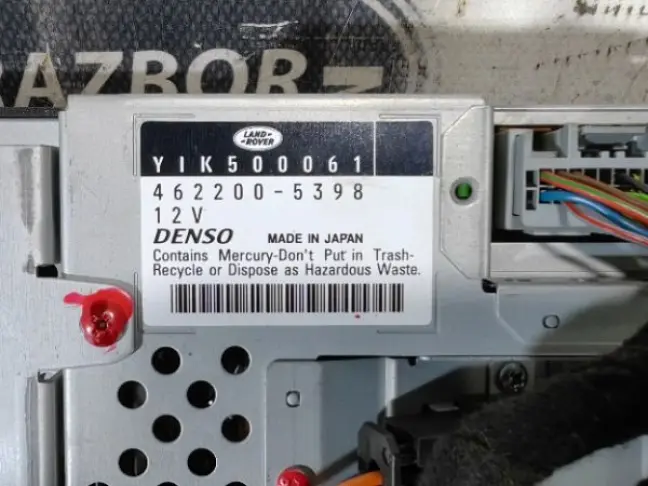 RAZBOR
LAND-
-ROVER
YIK500061
462200-5398
12V
DENSO MADE IN JAPAN
Contains Mercury-Don't Put in Trash-
Recycle or Dispose as Hazardous Waste.